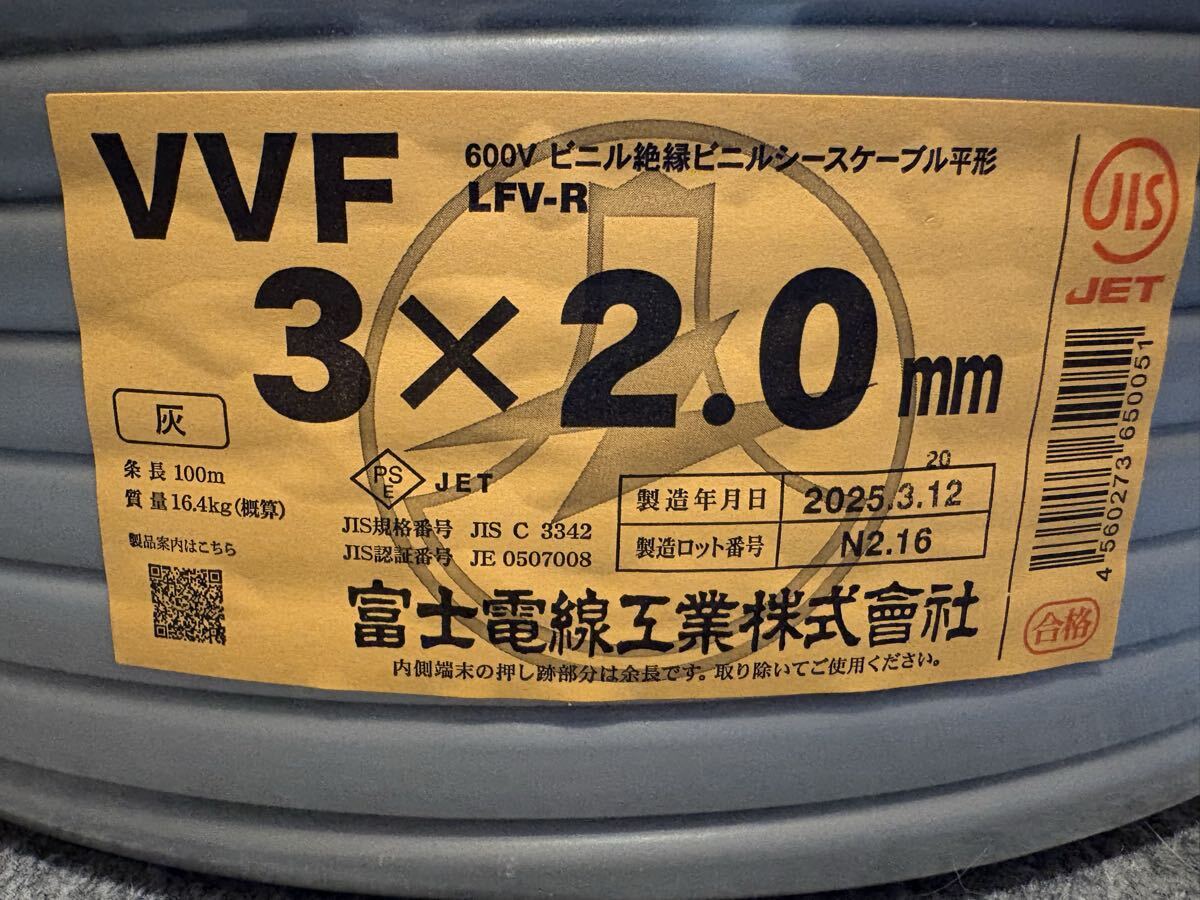 VVF
600V ビニル絶縁ビニルシースケーブル平形
LFV-R
3×2.0mm
灰
条長 100m
質量 16.4kg(概算)
製品案内はこちら
PS
E
JET
JIS規格番号 JIS C 3342
JIS認証番号 JE 0507008
20
製造年月日 2025.3.12
製造ロット番号 N2.16
富士電線工業株式會社
内側端末の押し跡部分は余長です。取り除いてご使用ください。
JIS
JET
4560273650051
合格